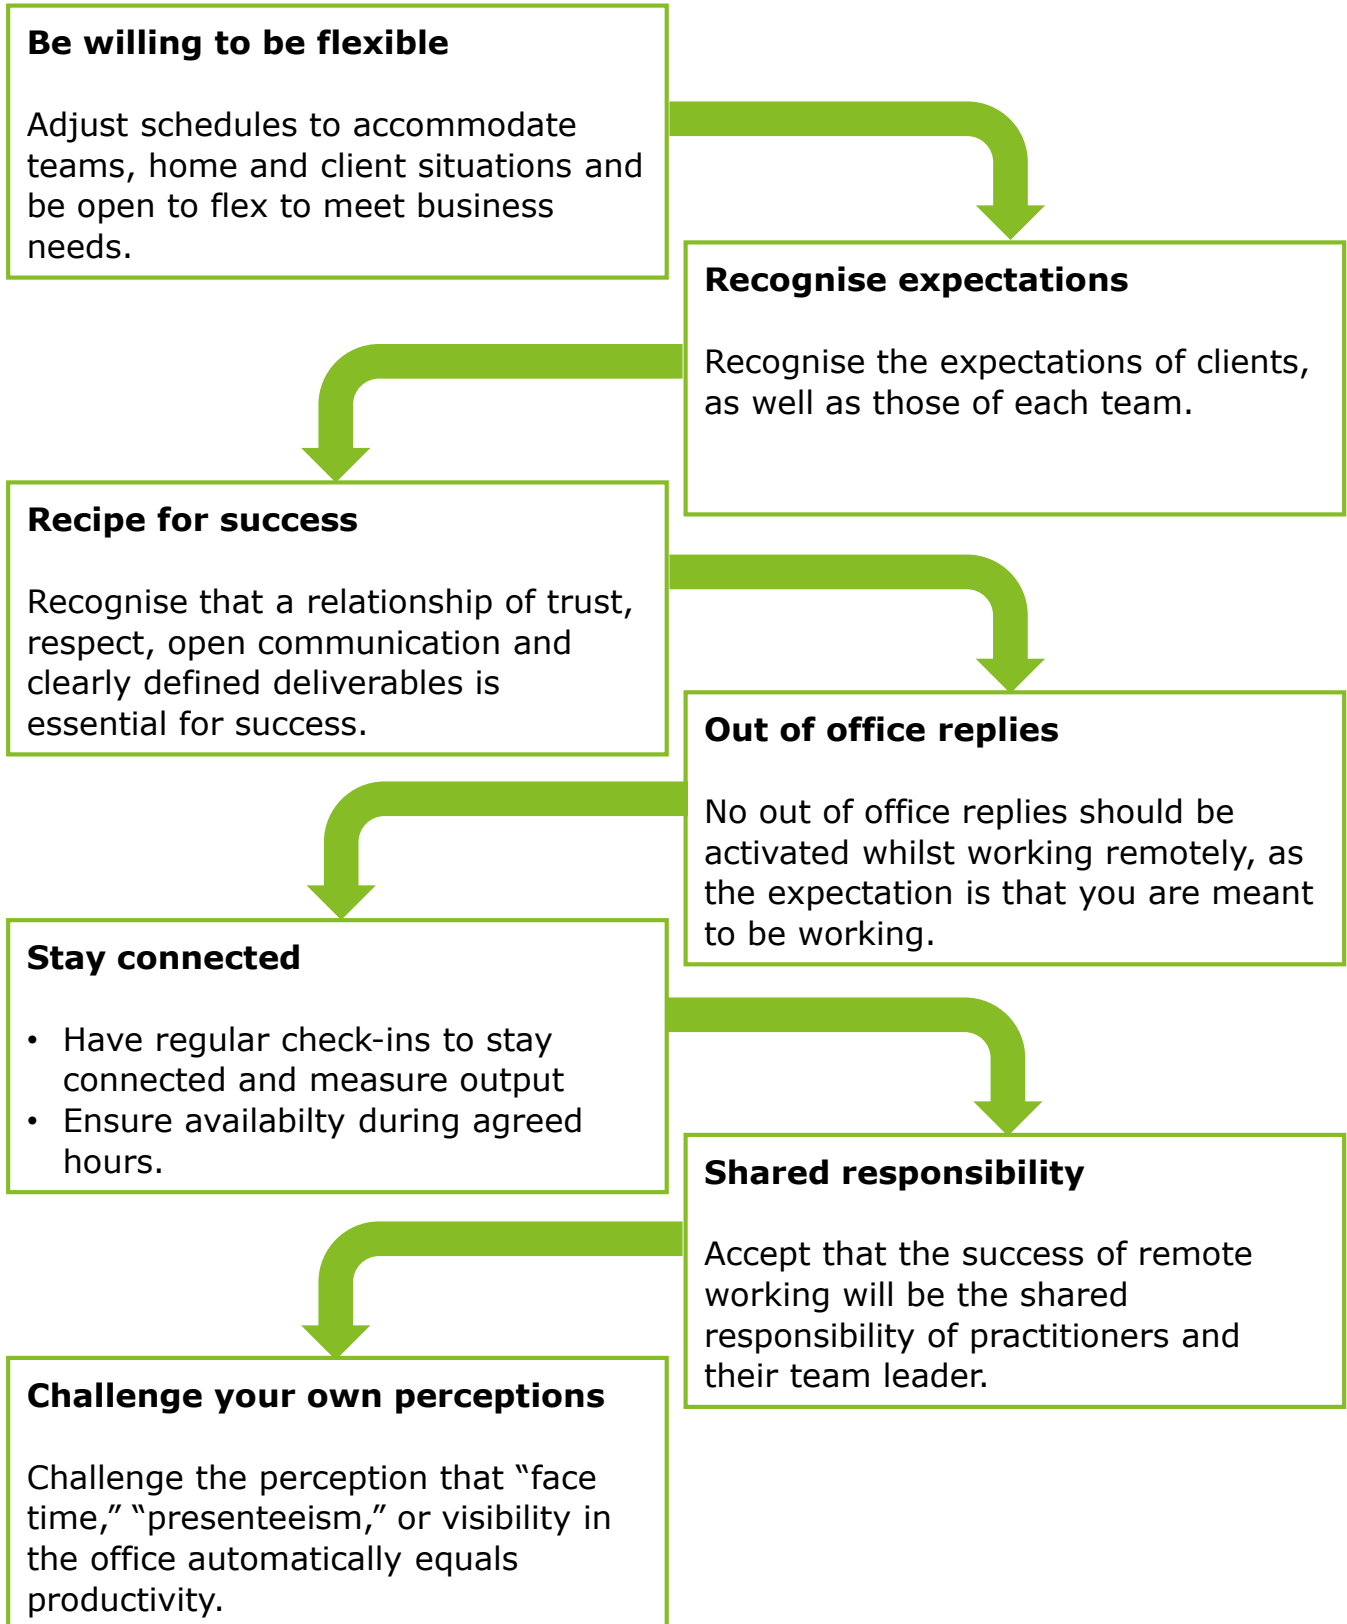 Be willing to be flexible
Adjust schedules to accommodate
teams, home and client situations and
be open to flex to meet business
needs.
Recognise expectations
Recognise the expectations of clients,
as well as those of each team.
Recipe for success
Recognise that a relationship of trust,
respect, open communication and
clearly defined deliverables is
essential for success.
Out of office replies
No out of office replies should be
activated whilst working remotely, as
the expectation is that you are meant
to be working.
Stay connected
• Have regular check-ins to stay
connected and measure output
• Ensure availabilty during agreed
hours.
Shared responsibility
Accept that the success of remote
working will be the shared
responsibility of practitioners and
their team leader.
Challenge your own perceptions
Challenge the perception that “face
time,” “presenteeism,” or visibility in
the office automatically equals
productivity.